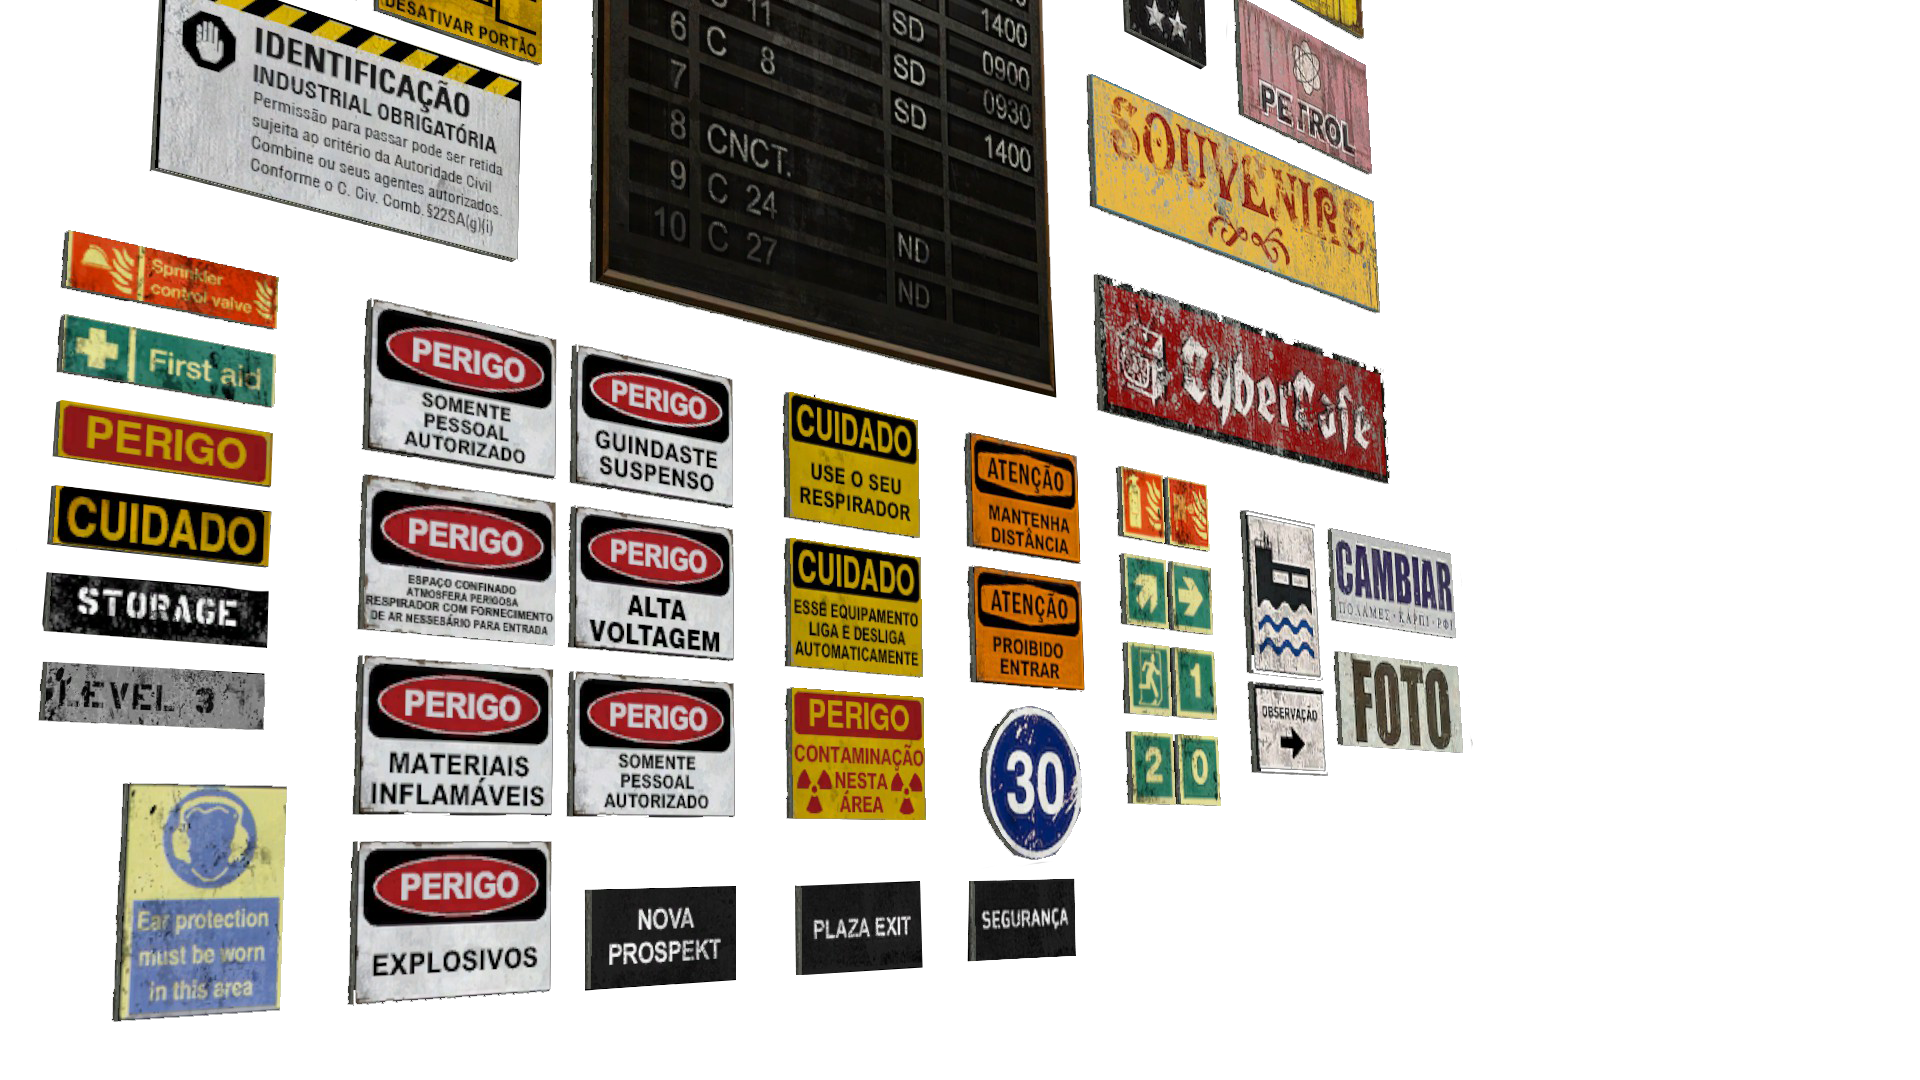 DESATIVAR PORTÃO
IDENTIFICAÇÃO
INDUSTRIAL OBRIGATÓRIA
Permissão para passar pode ser retida
sujeita ao critério da Autoridade Civil
Combine ou seus agentes autorizados.
Conforme o C. Civ. Comb. §22SA(g)(i)
11 SD 1400
6 C 8 SD 0900
7 SD 0930
8 CNCT. 1400
9 C 24
10 C 27 ND
ND
PETROL
SOUVENIRS
CyberCafe
Sprinkler
control valve
First aid
PERIGO
CUIDADO
STORAGE
LEVEL 3
Ear protection
must be worn
in this area
PERIGO
SOMENTE
PESSOAL
AUTORIZADO
PERIGO
ESPAÇO CONFINADO
ATMOSFERA PERIGOSA
RESPIRADOR COM FORNECIMENTO
DE AR NESSESÁRIO PARA ENTRADA
PERIGO
MATERIAIS
INFLAMÁVEIS
PERIGO
EXPLOSIVOS
PERIGO
GUINDASTE
SUSPENSO
PERIGO
ALTA
VOLTAGEM
PERIGO
SOMENTE
PESSOAL
AUTORIZADO
NOVA
PROSPEKT
CUIDADO
USE O SEU
RESPIRADOR
CUIDADO
ESSE EQUIPAMENTO
LIGA E DESLIGA
AUTOMATICAMENTE
PERIGO
CONTAMINAÇÃO
NESTA
ÁREA
PLAZA EXIT
ATENÇÃO
MANTENHA
DISTÂNCIA
ATENÇÃO
PROIBIDO
ENTRAR
30
SEGURANÇA
1
2 0
OBSERVAÇÃO
CAMBIAR
FOTO